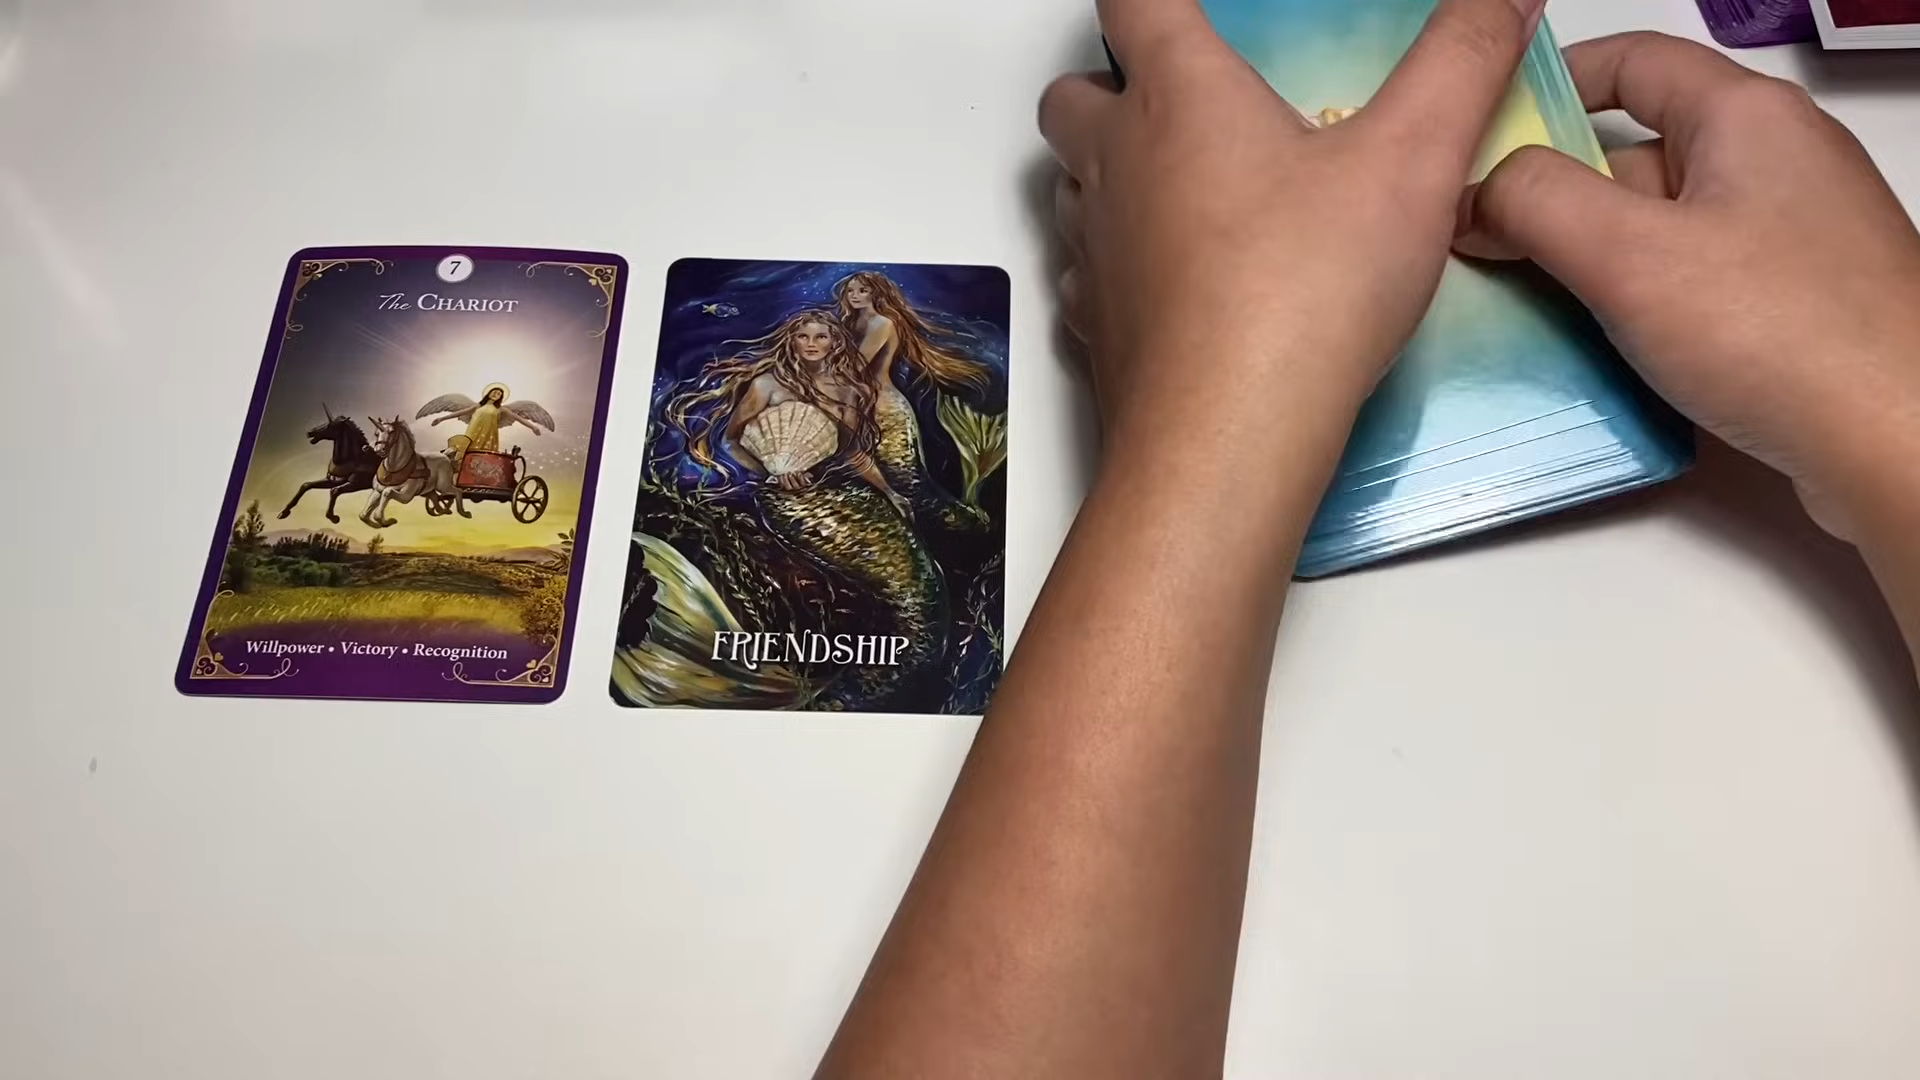 7
The CHARIOT
Willpower • Victory • Recognition
FRIENDSHIP